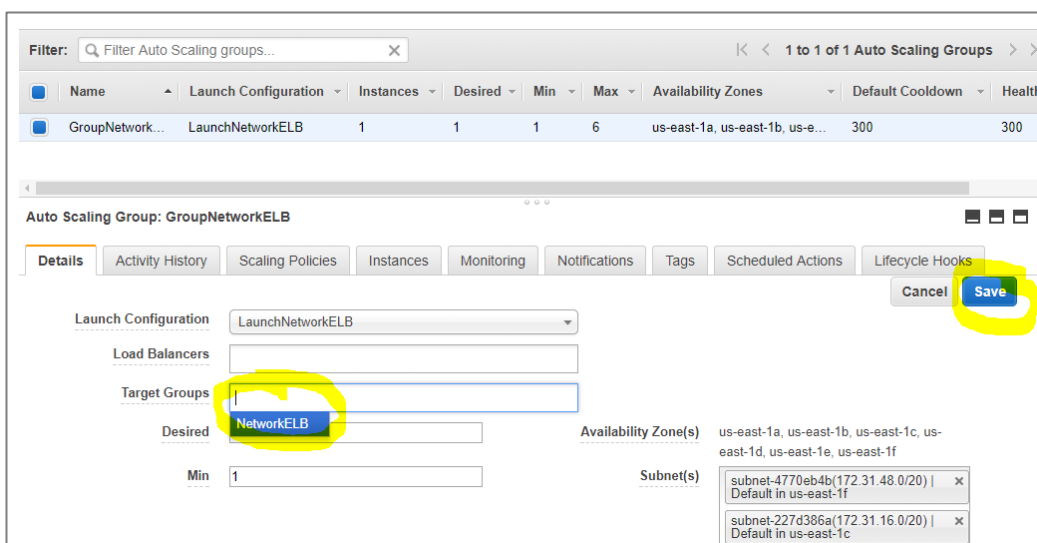 Filter: Filter Auto Scaling groups... 1 to 1 of 1 Auto Scaling Groups
Name Launch Configuration Instances Desired Min Max Availability Zones Default Cooldown Health
GroupNetwork... LaunchNetworkELB 1 1 1 6 us-east-1a, us-east-1b, us-e... 300 300
Auto Scaling Group: GroupNetworkELB
Details Activity History Scaling Policies Instances Monitoring Notifications Tags Scheduled Actions Lifecycle Hooks
Cancel Save
Launch Configuration LaunchNetworkELB
Load Balancers
Target Groups
NetworkELB
Desired Availability Zone(s) us-east-1a, us-east-1b, us-east-1c, us-
east-1d, us-east-1e, us-east-1f
Min 1 Subnet(s) subnet-4770eb4b(172.31.48.0/20) |
Default in us-east-1f
subnet-227d386a(172.31.16.0/20) |
Default in us-east-1c